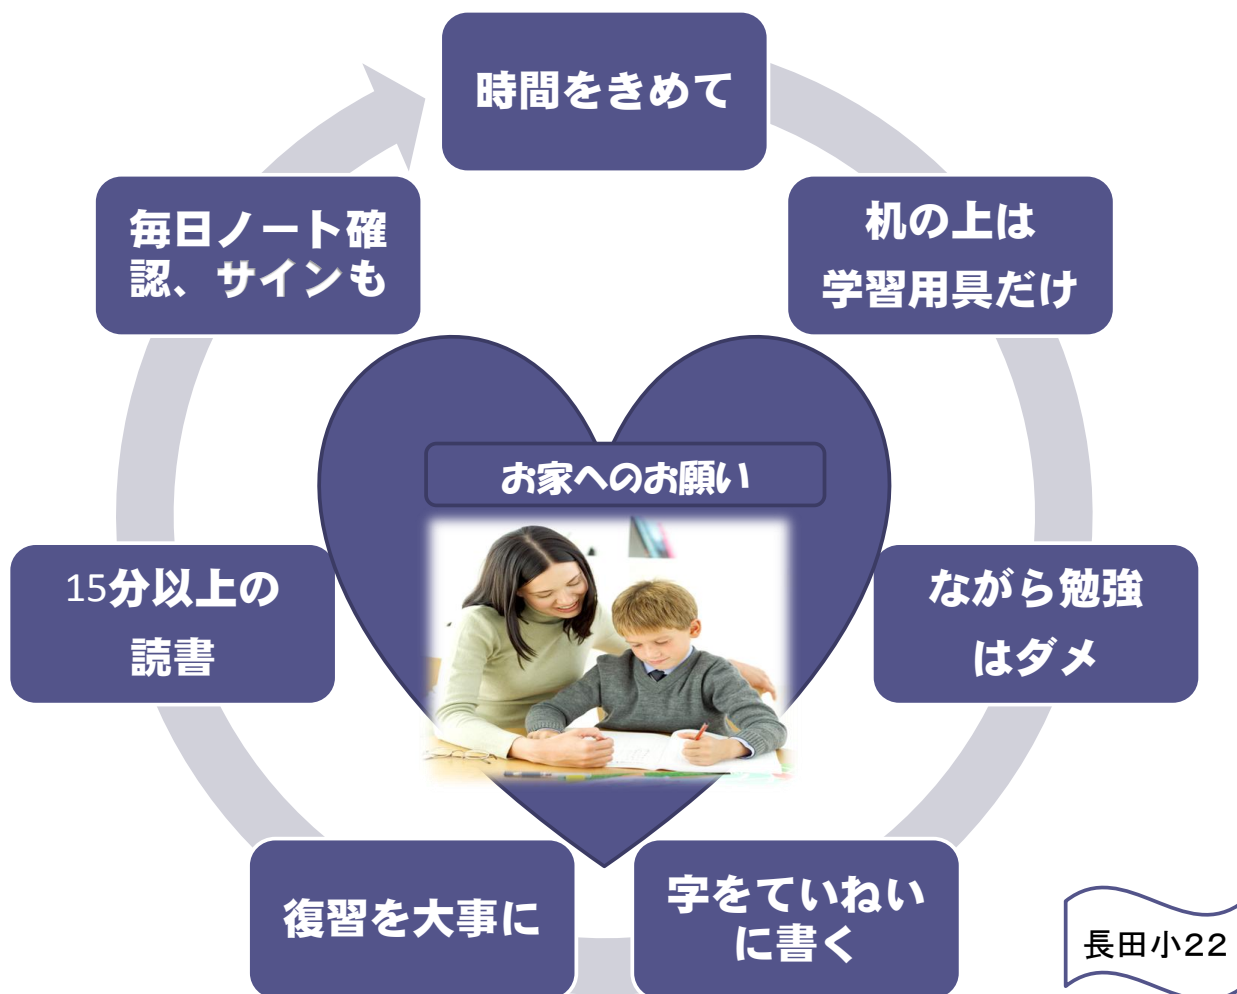 時間をきめて
机の上は
学習用具だけ
ながら勉強
はダメ
字をていねい
に書く
復習を大事に
15分以上の
読書
毎日ノート確
認、サインも
お家へのお願い
長田小22